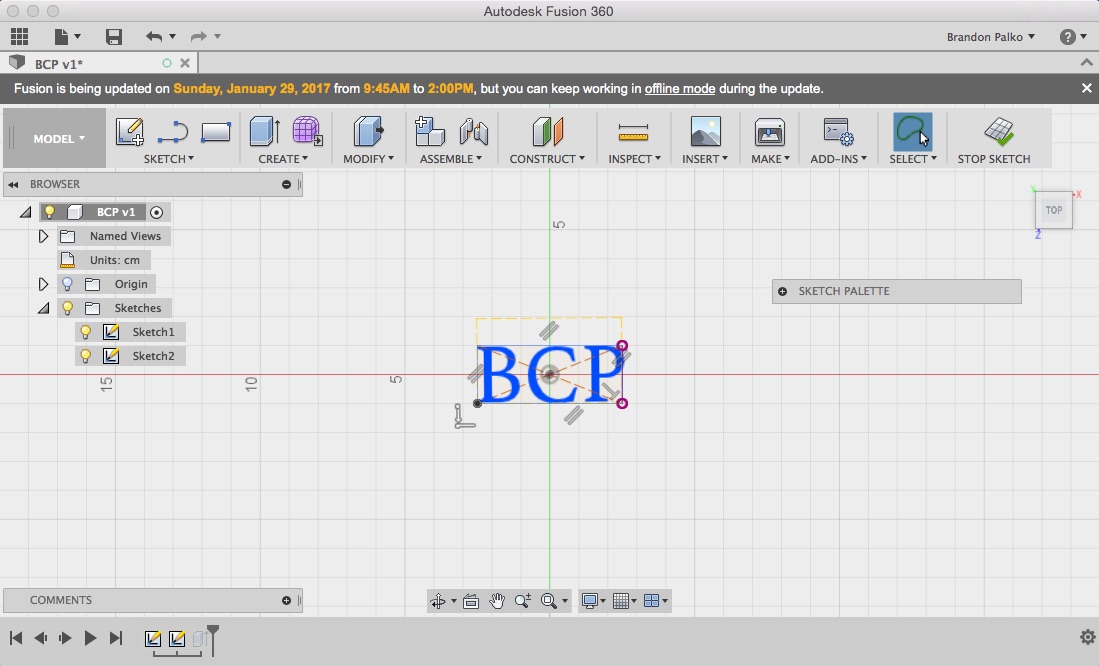 Autodesk Fusion 360
Brandon Palko
BCP v1*
Fusion is being updated on Sunday, January 29, 2017 from 9:45AM to 2:00PM, but you can keep working in offline mode during the update.
MODEL
SKETCH
CREATE
MODIFY
ASSEMBLE
CONSTRUCT
INSPECT
INSERT
MAKE
ADD-INS
SELECT
STOP SKETCH
BROWSER
BCP v1
Named Views
Units: cm
Origin
Sketches
Sketch1
Sketch2
Y
X
TOP
Z
SKETCH PALETTE
5
15
10
5
BCP
COMMENTS